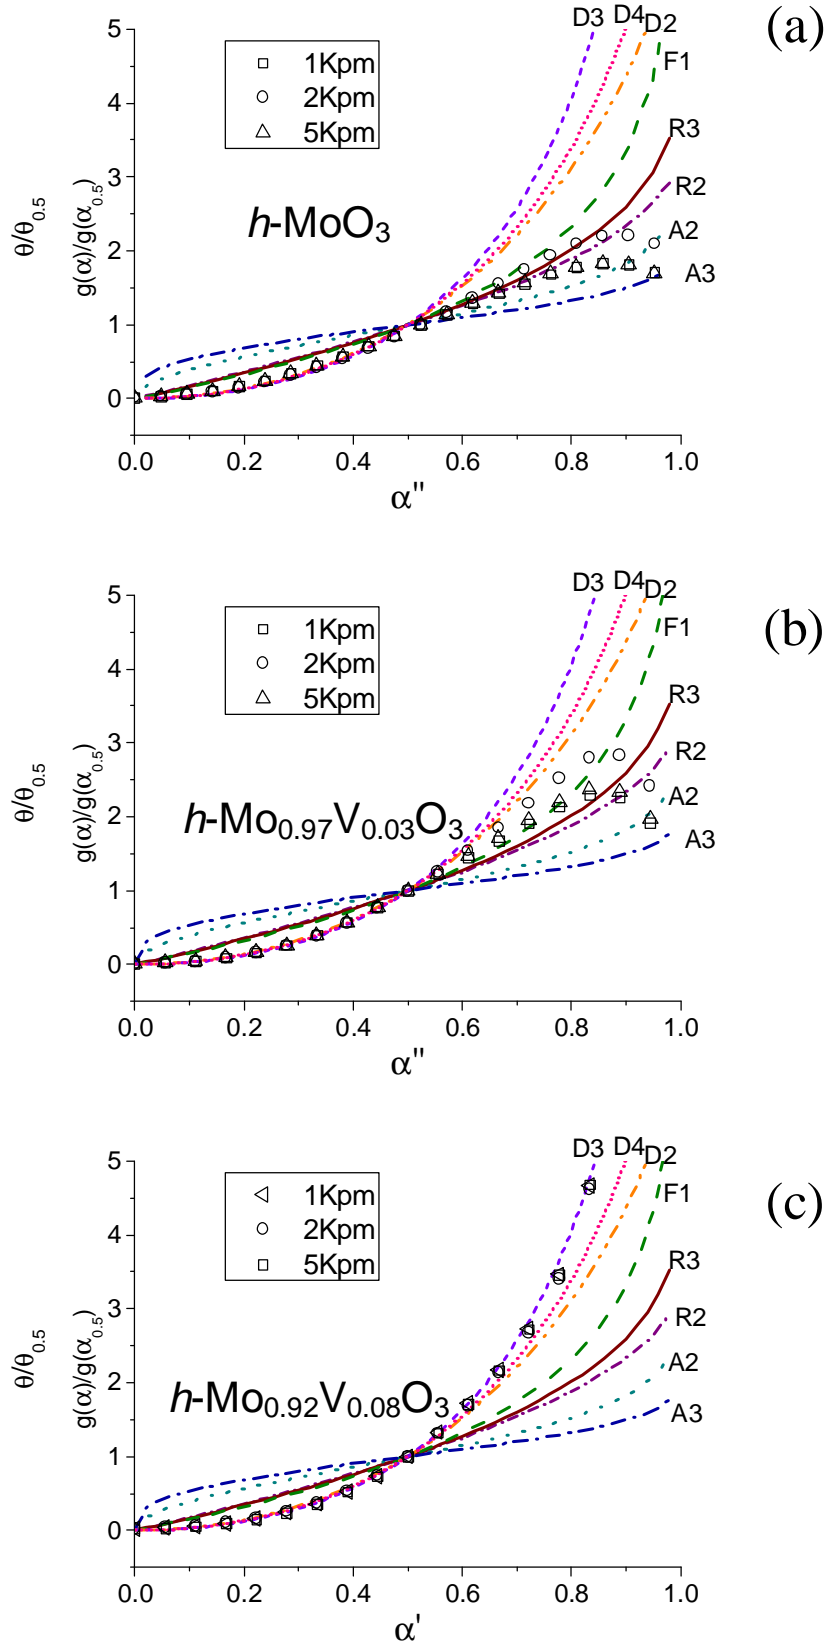 (a)
D3 D4 D2
F1
R3
R2
A2
A3
1Kpm
2Kpm
5Kpm
h-MoO3
θ/θ0.5
g(α)/g(α0.5)
5
4
3
2
1
0
0.0 0.2 0.4 0.6 0.8 1.0
α"
(b)
D3 D4 D2
F1
R3
R2
A2
A3
1Kpm
2Kpm
5Kpm
h-Mo0.97V0.03O3
θ/θ0.5
g(α)/g(α0.5)
5
4
3
2
1
0
0.0 0.2 0.4 0.6 0.8 1.0
α"
(c)
D3 D4 D2
F1
R3
R2
A2
A3
1Kpm
2Kpm
5Kpm
h-Mo0.92V0.08O3
θ/θ0.5
g(α)/g(α0.5)
5
4
3
2
1
0
0.0 0.2 0.4 0.6 0.8 1.0
α'